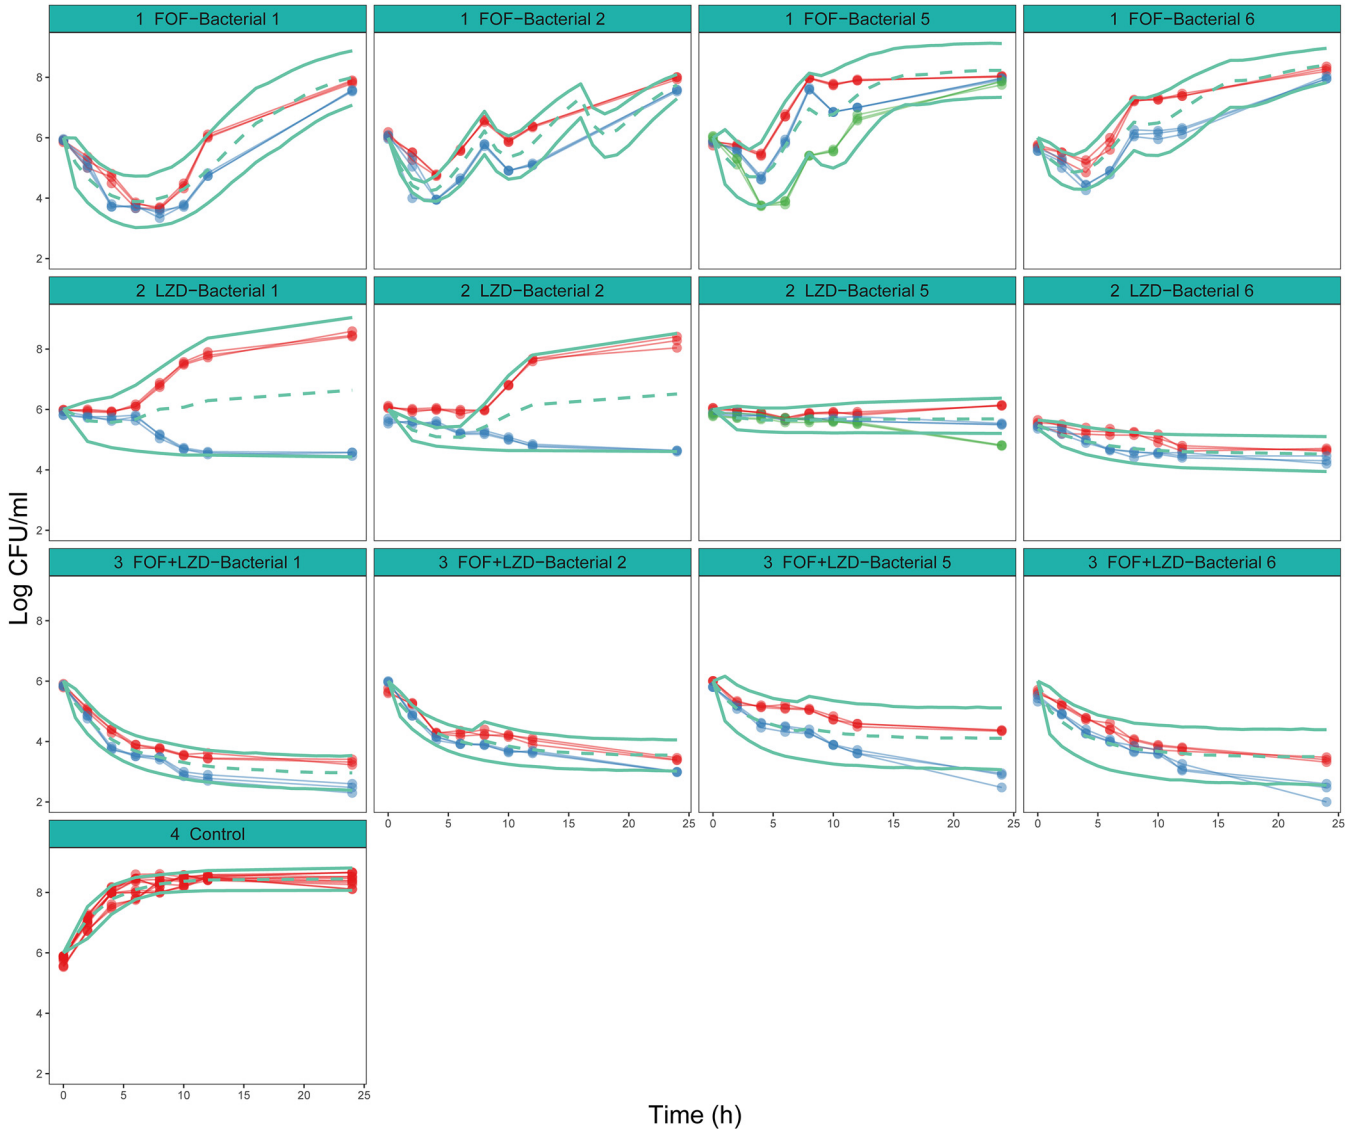 1 FOF−Bacterial 1
1 FOF−Bacterial 2
1 FOF−Bacterial 5
1 FOF−Bacterial 6
8
6
4
2
2 LZD−Bacterial 1
2 LZD−Bacterial 2
2 LZD−Bacterial 5
2 LZD−Bacterial 6
8
6
4
2
Log CFU/ml
3 FOF+LZD−Bacterial 1
3 FOF+LZD−Bacterial 2
3 FOF+LZD−Bacterial 5
3 FOF+LZD−Bacterial 6
8
6
4
2
0 5 10 15 20 25
0 5 10 15 20 25
0 5 10 15 20 25
4 Control
8
6
4
2
0 5 10 15 20 25
Time (h)